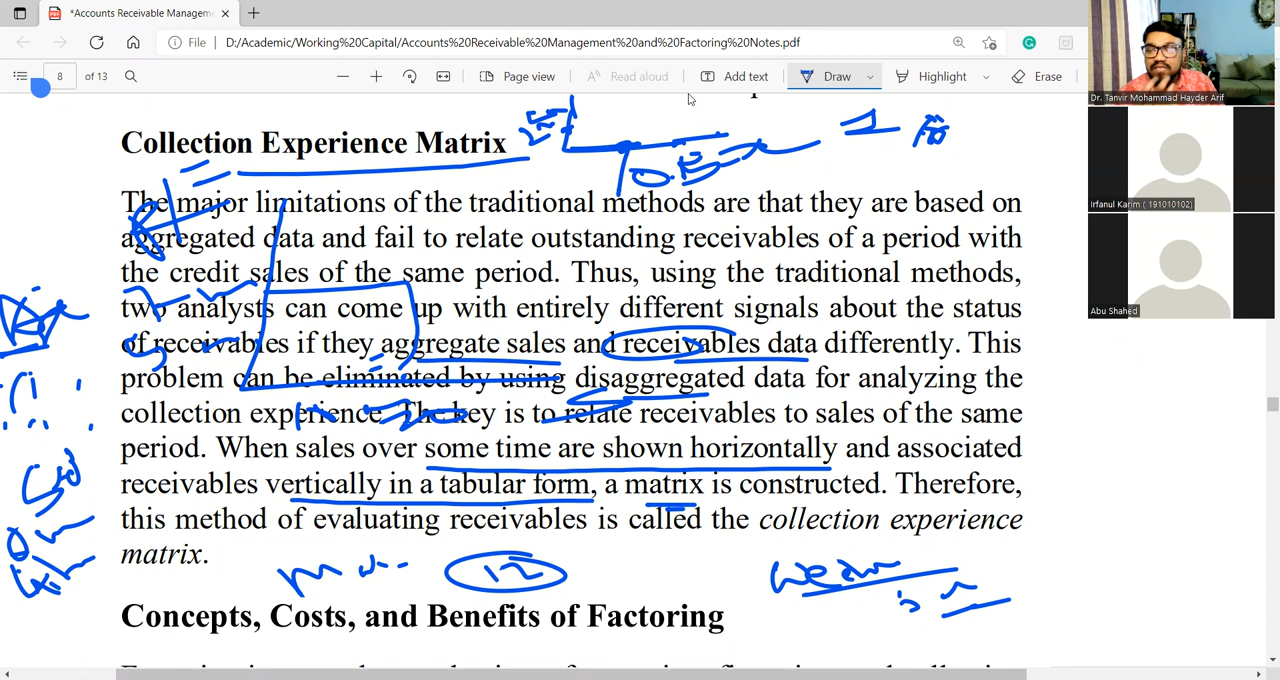 *Accounts Receivable Managem
File D:/Academic/Working%20Capital/Accounts%20Receivable%20Management%20and%20Factoring%20Notes.pdf
8 of 13 Page view Read aloud Add text Draw Highlight Erase
Collection Experience Matrix
The major limitations of the traditional methods are that they are based on
aggregated data and fail to relate outstanding receivables of a period with
the credit sales of the same period. Thus, using the traditional methods,
two analysts can come up with entirely different signals about the status
of receivables if they aggregate sales and receivables data differently. This
problem can be eliminated by using disaggregated data for analyzing the
collection experience. The key is to relate receivables to sales of the same
period. When sales over some time are shown horizontally and associated
receivables vertically in a tabular form, a matrix is constructed. Therefore,
this method of evaluating receivables is called the collection experience
matrix.
12
Concepts, Costs, and Benefits of Factoring
Dr. Tanvir Mohammad Hayder Arif
Irfanul Karim ( 191010102)
Abu Shahed